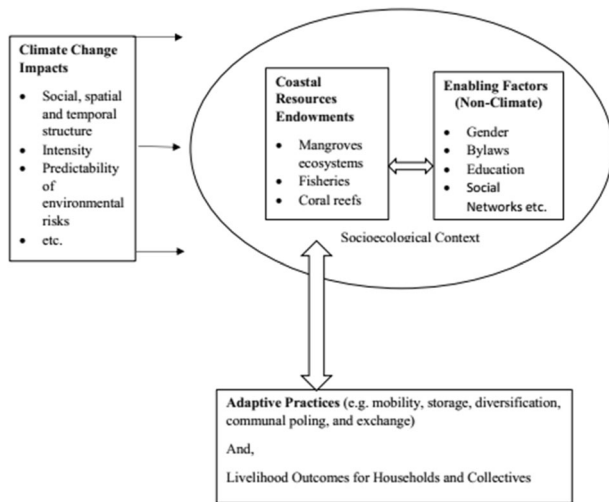 Climate Change
Impacts
• Social, spatial
and temporal
structure
• Intensity
• Predictability
of
environmental
risks
• etc.
Coastal
Resources
Endowments
• Mangroves
ecosystems
• Fisheries
• Coral reefs
Enabling Factors
(Non-Climate)
• Gender
• Bylaws
• Education
• Social
Networks etc.
Socioecological Context
Adaptive Practices (e.g. mobility, storage, diversification,
communal poling, and exchange)
And,
Livelihood Outcomes for Households and Collectives